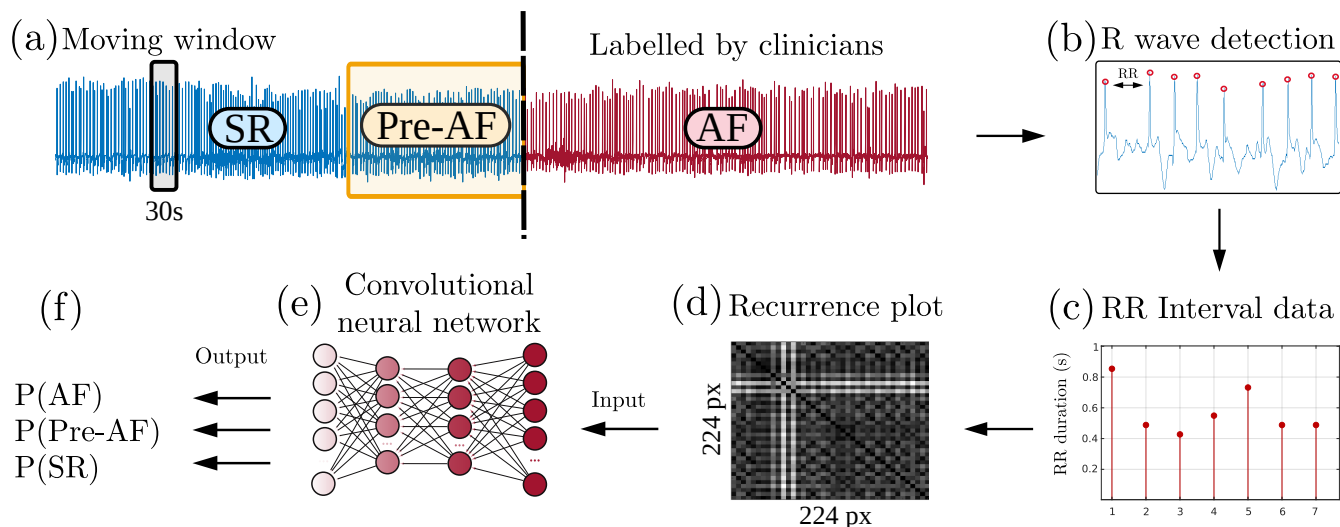 (a) Moving window
Labelled by clinicians
SR
Pre-AF
AF
30s
(b) R wave detection
RR
(c) RR Interval data
RR duration (s)
1
0.8
0.6
0.4
0.2
1 2 3 4 5 6 7
(d) Recurrence plot
224 px
224 px
Input
(e) Convolutional
neural network
...
...
...
Output
(f)
P(AF)
P(Pre-AF)
P(SR)